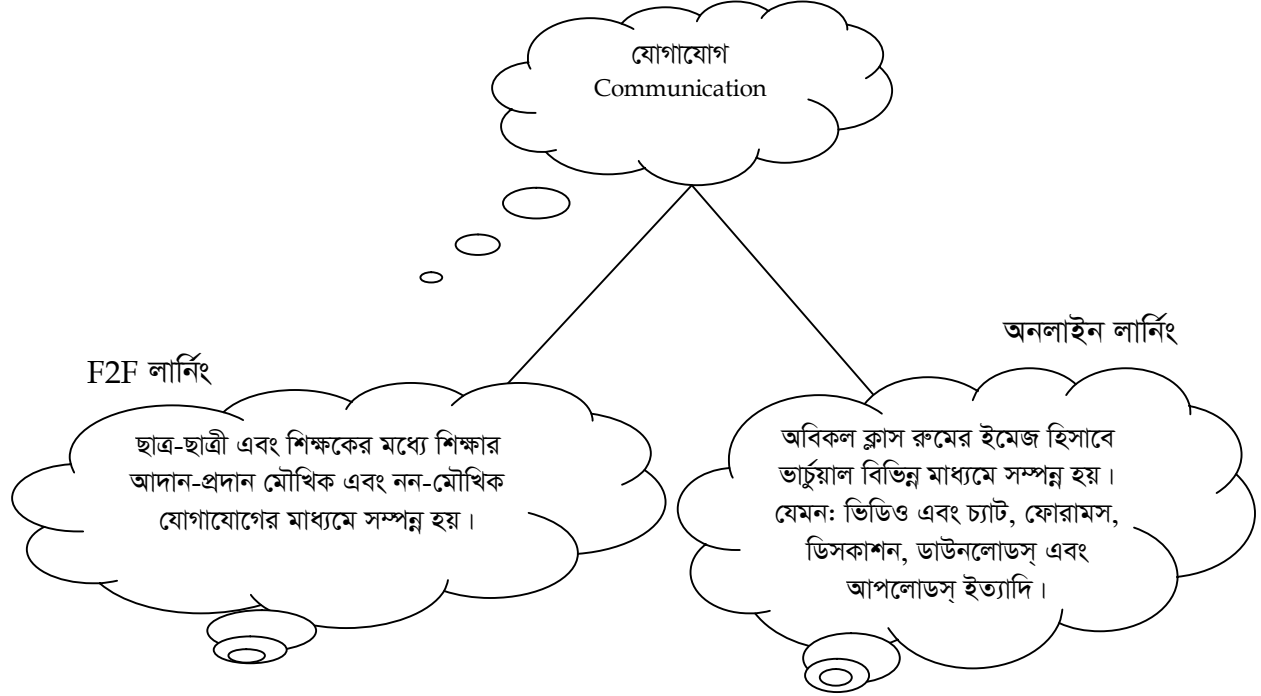 যোগাযোগ
Communication
F2F লার্নিং
ছাত্র-ছাত্রী এবং শিক্ষকের মধ্যে শিক্ষার
আদান-প্রদান মৌখিক এবং নন-মৌখিক
যোগাযোগের মাধ্যমে সম্পন্ন হয়।
অনলাইন লার্নিং
অবিকল ক্লাস রুমের ইমেজ হিসাবে
ভার্চুয়াল বিভিন্ন মাধ্যমে সম্পন্ন হয়।
যেমন: ভিডিও এবং চ্যাট, ফোরামস,
ডিসকাশন, ডাউনলোডস্ এবং
আপলোডস্ ইত্যাদি।